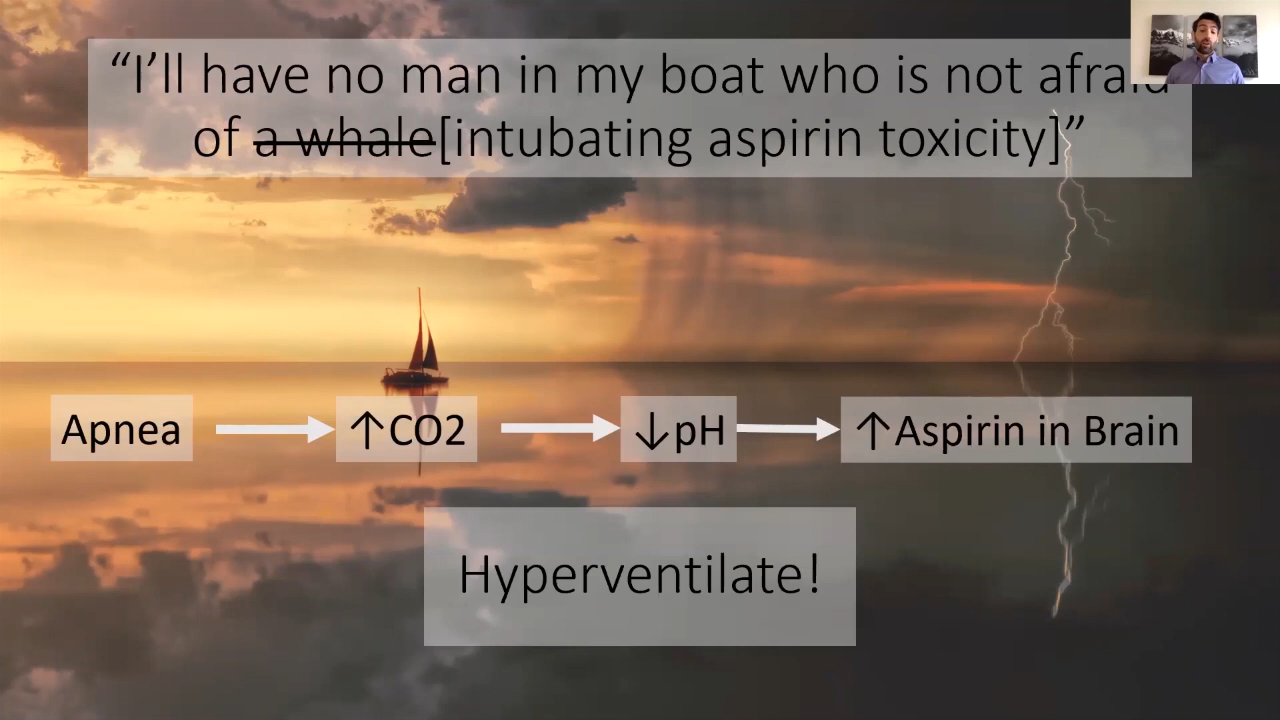 “I’ll have no man in my boat who is not afraid
of a whale[intubating aspirin toxicity]”
Apnea
↑CO2
↓pH
↑Aspirin in Brain
Hyperventilate!